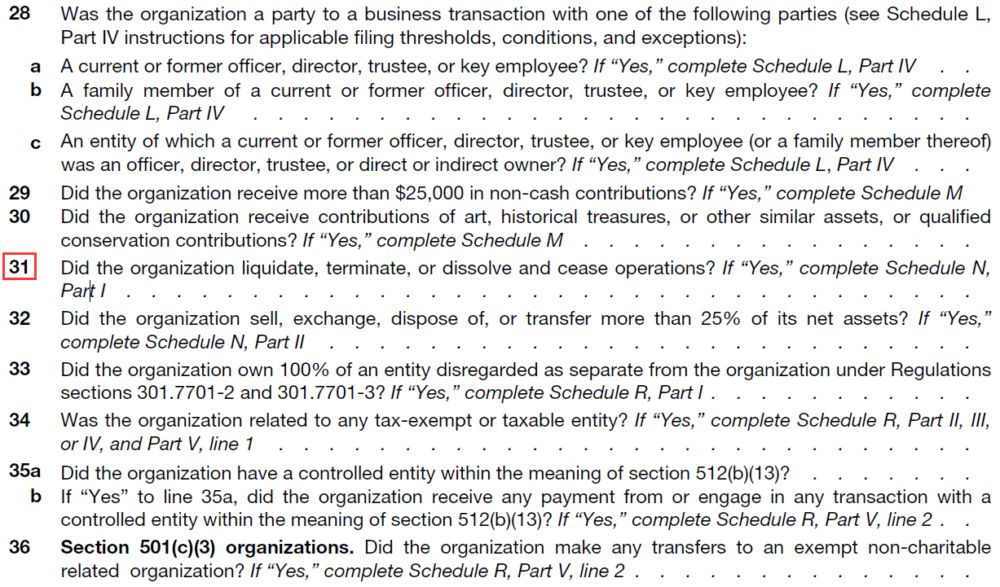 28 Was the organization a party to a business transaction with one of the following parties (see Schedule L,
Part IV instructions for applicable filing thresholds, conditions, and exceptions):
a A current or former officer, director, trustee, or key employee? If “Yes,” complete Schedule L, Part IV . .
b A family member of a current or former officer, director, trustee, or key employee? If “Yes,” complete
Schedule L, Part IV . . . . . . . . . . . . . . . . . . . . . . . . . . . . .
c An entity of which a current or former officer, director, trustee, or key employee (or a family member thereof)
was an officer, director, trustee, or direct or indirect owner? If “Yes,” complete Schedule L, Part IV . . .
29 Did the organization receive more than $25,000 in non-cash contributions? If “Yes,” complete Schedule M
30 Did the organization receive contributions of art, historical treasures, or other similar assets, or qualified
conservation contributions? If “Yes,” complete Schedule M . . . . . . . . . . . . . . . .
31 Did the organization liquidate, terminate, or dissolve and cease operations? If “Yes,” complete Schedule N,
Part I . . . . . . . . . . . . . . . . . . . . . . . . . . . . . . . . . .
32 Did the organization sell, exchange, dispose of, or transfer more than 25% of its net assets? If “Yes,”
complete Schedule N, Part II . . . . . . . . . . . . . . . . . . . . . . . . . .
33 Did the organization own 100% of an entity disregarded as separate from the organization under Regulations
sections 301.7701-2 and 301.7701-3? If “Yes,” complete Schedule R, Part I . . . . . . . . . . .
34 Was the organization related to any tax-exempt or taxable entity? If “Yes,” complete Schedule R, Part II, III,
or IV, and Part V, line 1 . . . . . . . . . . . . . . . . . . . . . . . . . . . .
35a Did the organization have a controlled entity within the meaning of section 512(b)(13)? . . . . . . .
b If “Yes” to line 35a, did the organization receive any payment from or engage in any transaction with a
controlled entity within the meaning of section 512(b)(13)? If “Yes,” complete Schedule R, Part V, line 2 . .
36 Section 501(c)(3) organizations. Did the organization make any transfers to an exempt non-charitable
related organization? If “Yes,” complete Schedule R, Part V, line 2 . . . . . . . . . . . . . .